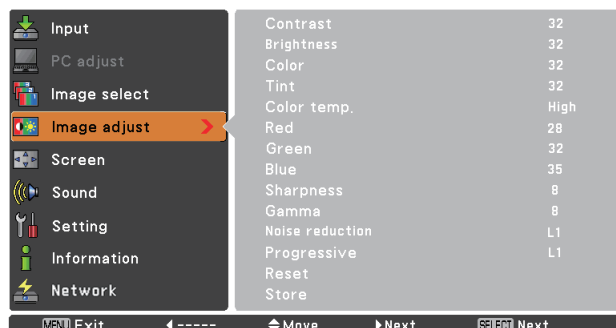 Input
PC adjust
Image select
Image adjust
Screen
Sound
Setting
Information
Network
Contrast 32
Brightness 32
Color 32
Tint 32
Color temp. High
Red 28
Green 32
Blue 35
Sharpness 8
Gamma 8
Noise reduction L1
Progressive L1
Reset
Store
MENU Exit ----- Move Next SELECT Next